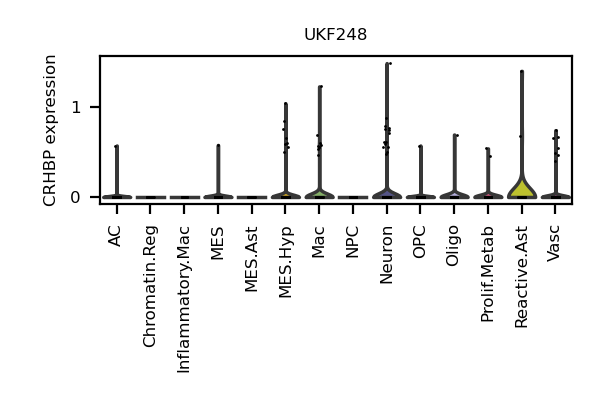 UKF248
CRHBP expression
1
0
AC
Chromatin.Reg
Inflammatory.Mac
MES
MES.Ast
MES.Hyp
Mac
NPC
Neuron
OPC
Oligo
Prolif.Metab
Reactive.Ast
Vasc